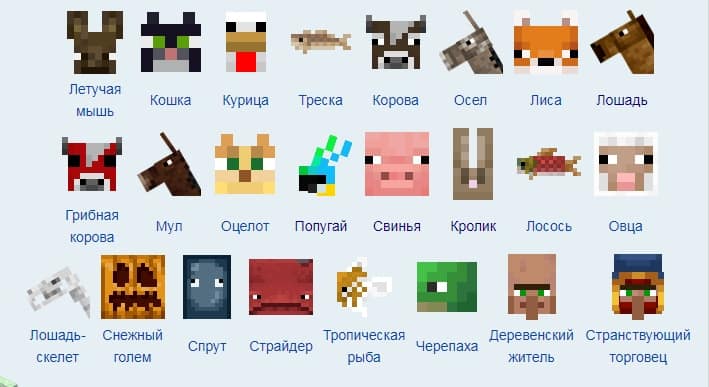 Летучая
мышь
Кошка
Курица
Треска
Корова
Осел
Лиса
Лошадь
Грибная
корова
Мул
Оцелот
Попугай
Свинья
Кролик
Лосось
Овца
Лошадь-
скелет
Снежный
голем
Спрут
Страйдер
Тропическая
рыба
Черепаха
Деревенский
житель
Странствующий
торговец